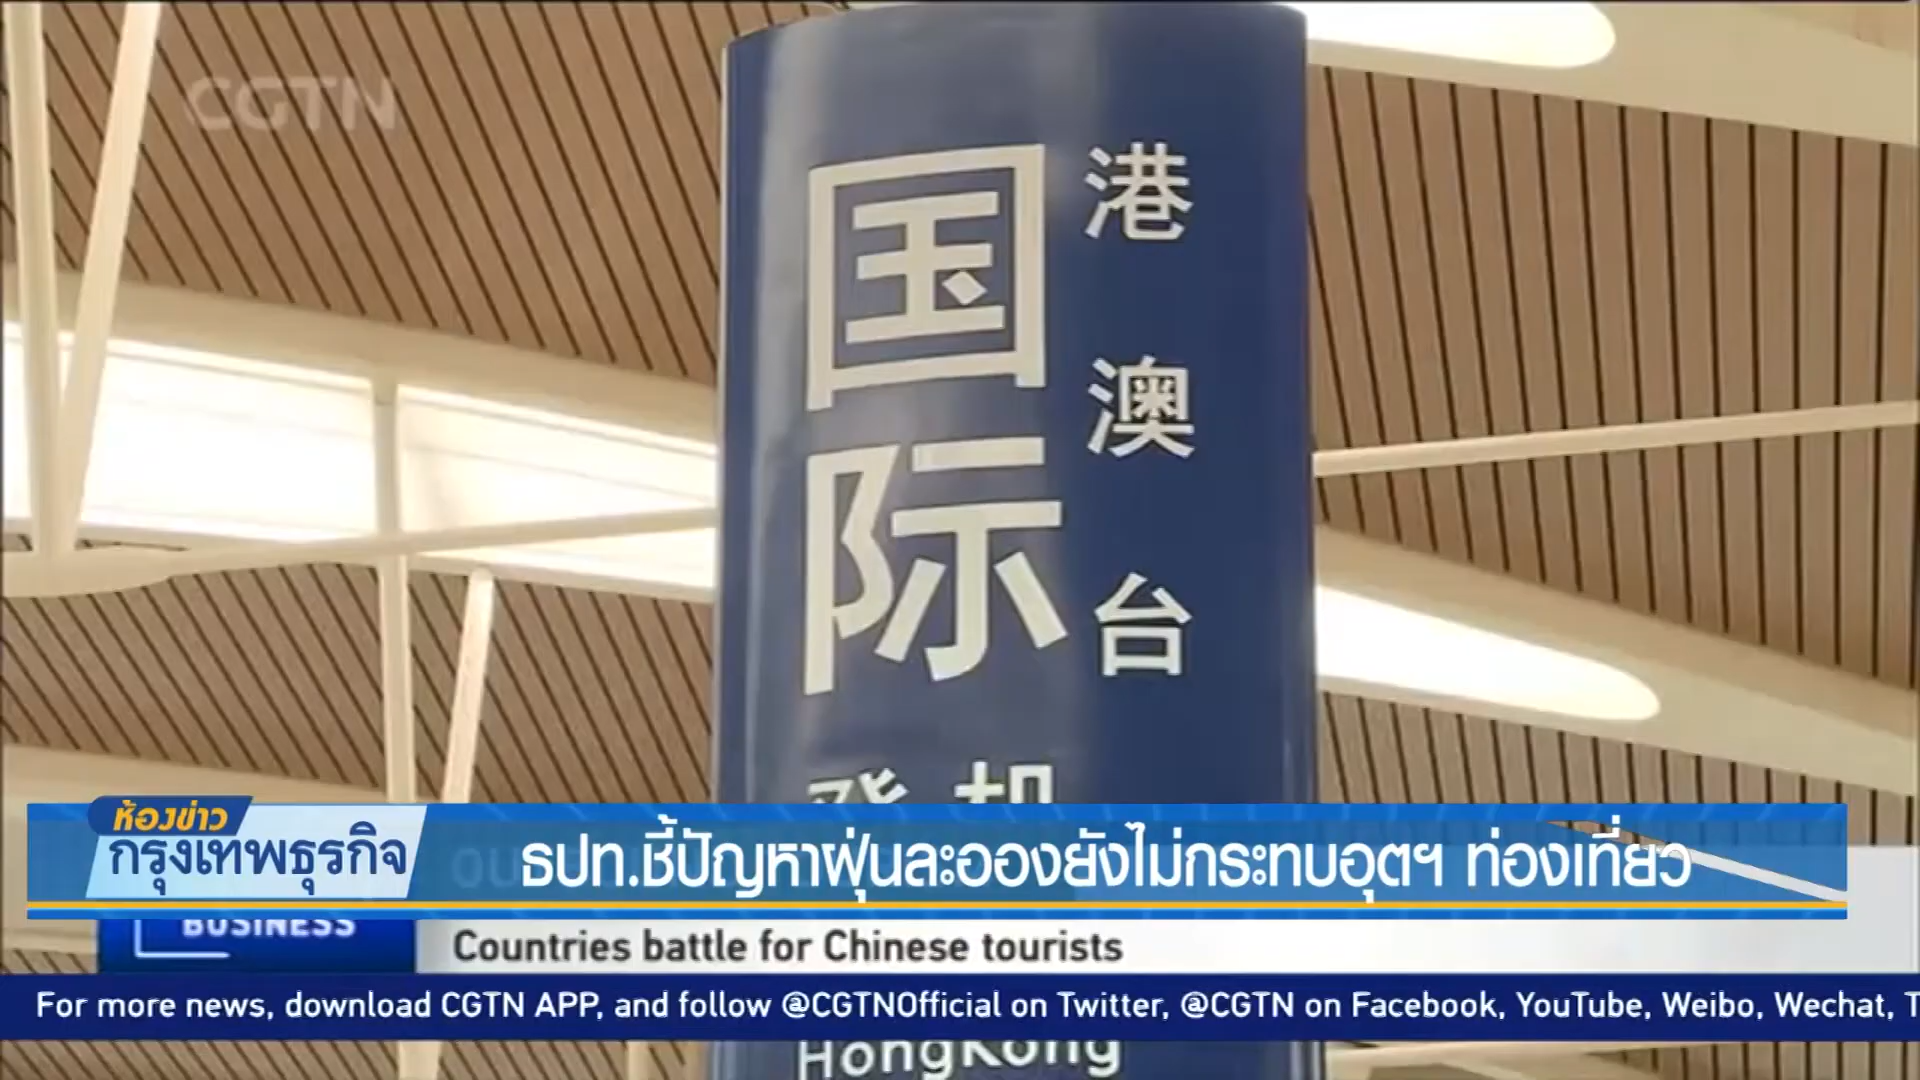 CGTN
国际
港澳台
ห้องข่าว
กรุงเทพธุรกิจ
ธปท.ชี้ปัญหาฝุ่นละอองยังไม่กระทบอุตฯ ท่องเที่ยว
BUSINESS
Countries battle for Chinese tourists
For more news, download CGTN APP, and follow @CGTNOfficial on Twitter, @CGTN on Facebook, YouTube, Weibo, Wechat, T
HongKong